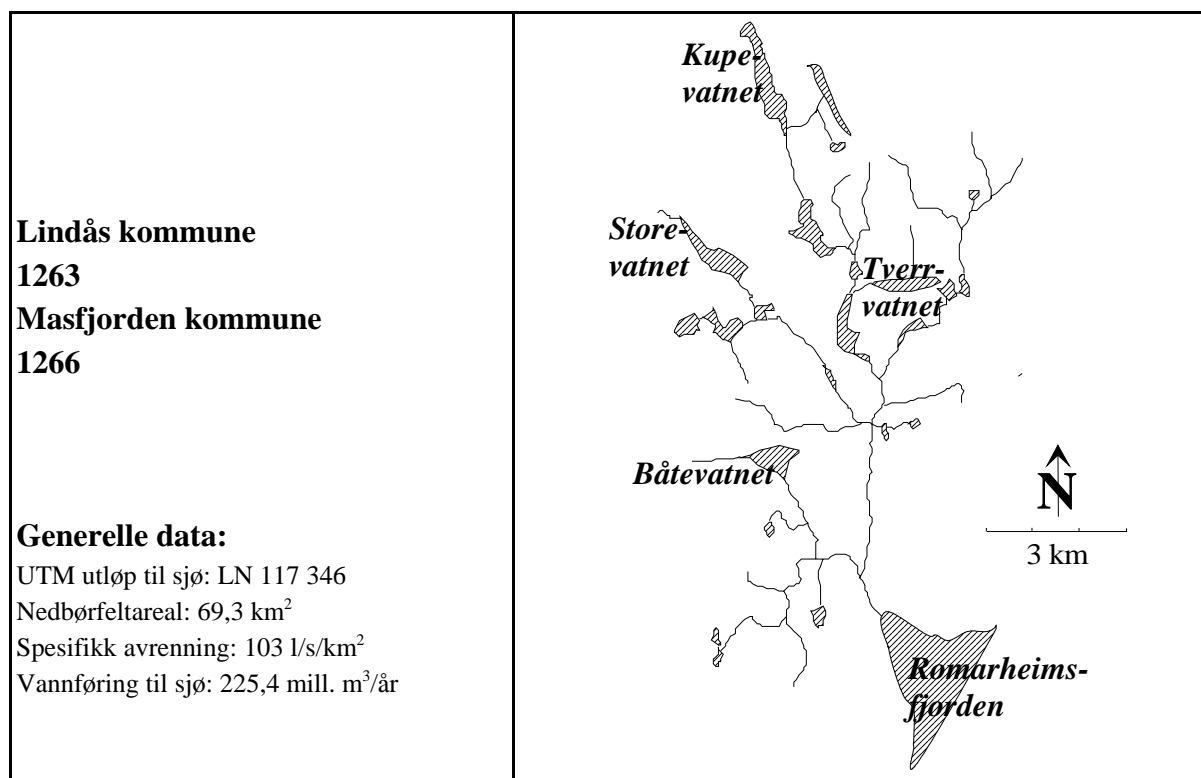 Lindås kommune
1263
Masfjorden kommune
1266
Generelle data:
UTM utløp til sjø: LN 117 346
Nedbørfeltareal: 69,3 km²
Spesifikk avrenning: 103 l/s/km²
Vannføring til sjø: 225,4 mill. m³/år
Kupe-
vatnet
Store-
vatnet
Tverr-
vatnet
Båtevatnet
N
3 km
Romarheims-
fjorden